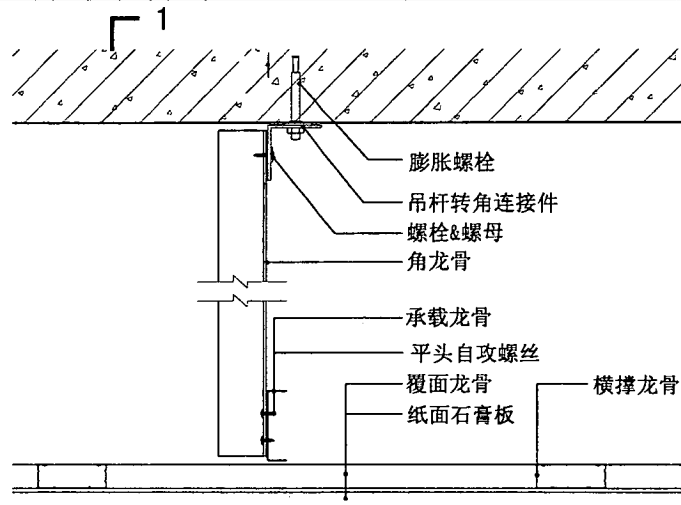 1
膨胀螺栓
吊杆转角连接件
螺栓&螺母
角龙骨
承载龙骨
平头自攻螺丝
覆面龙骨
横撑龙骨
纸面石膏板